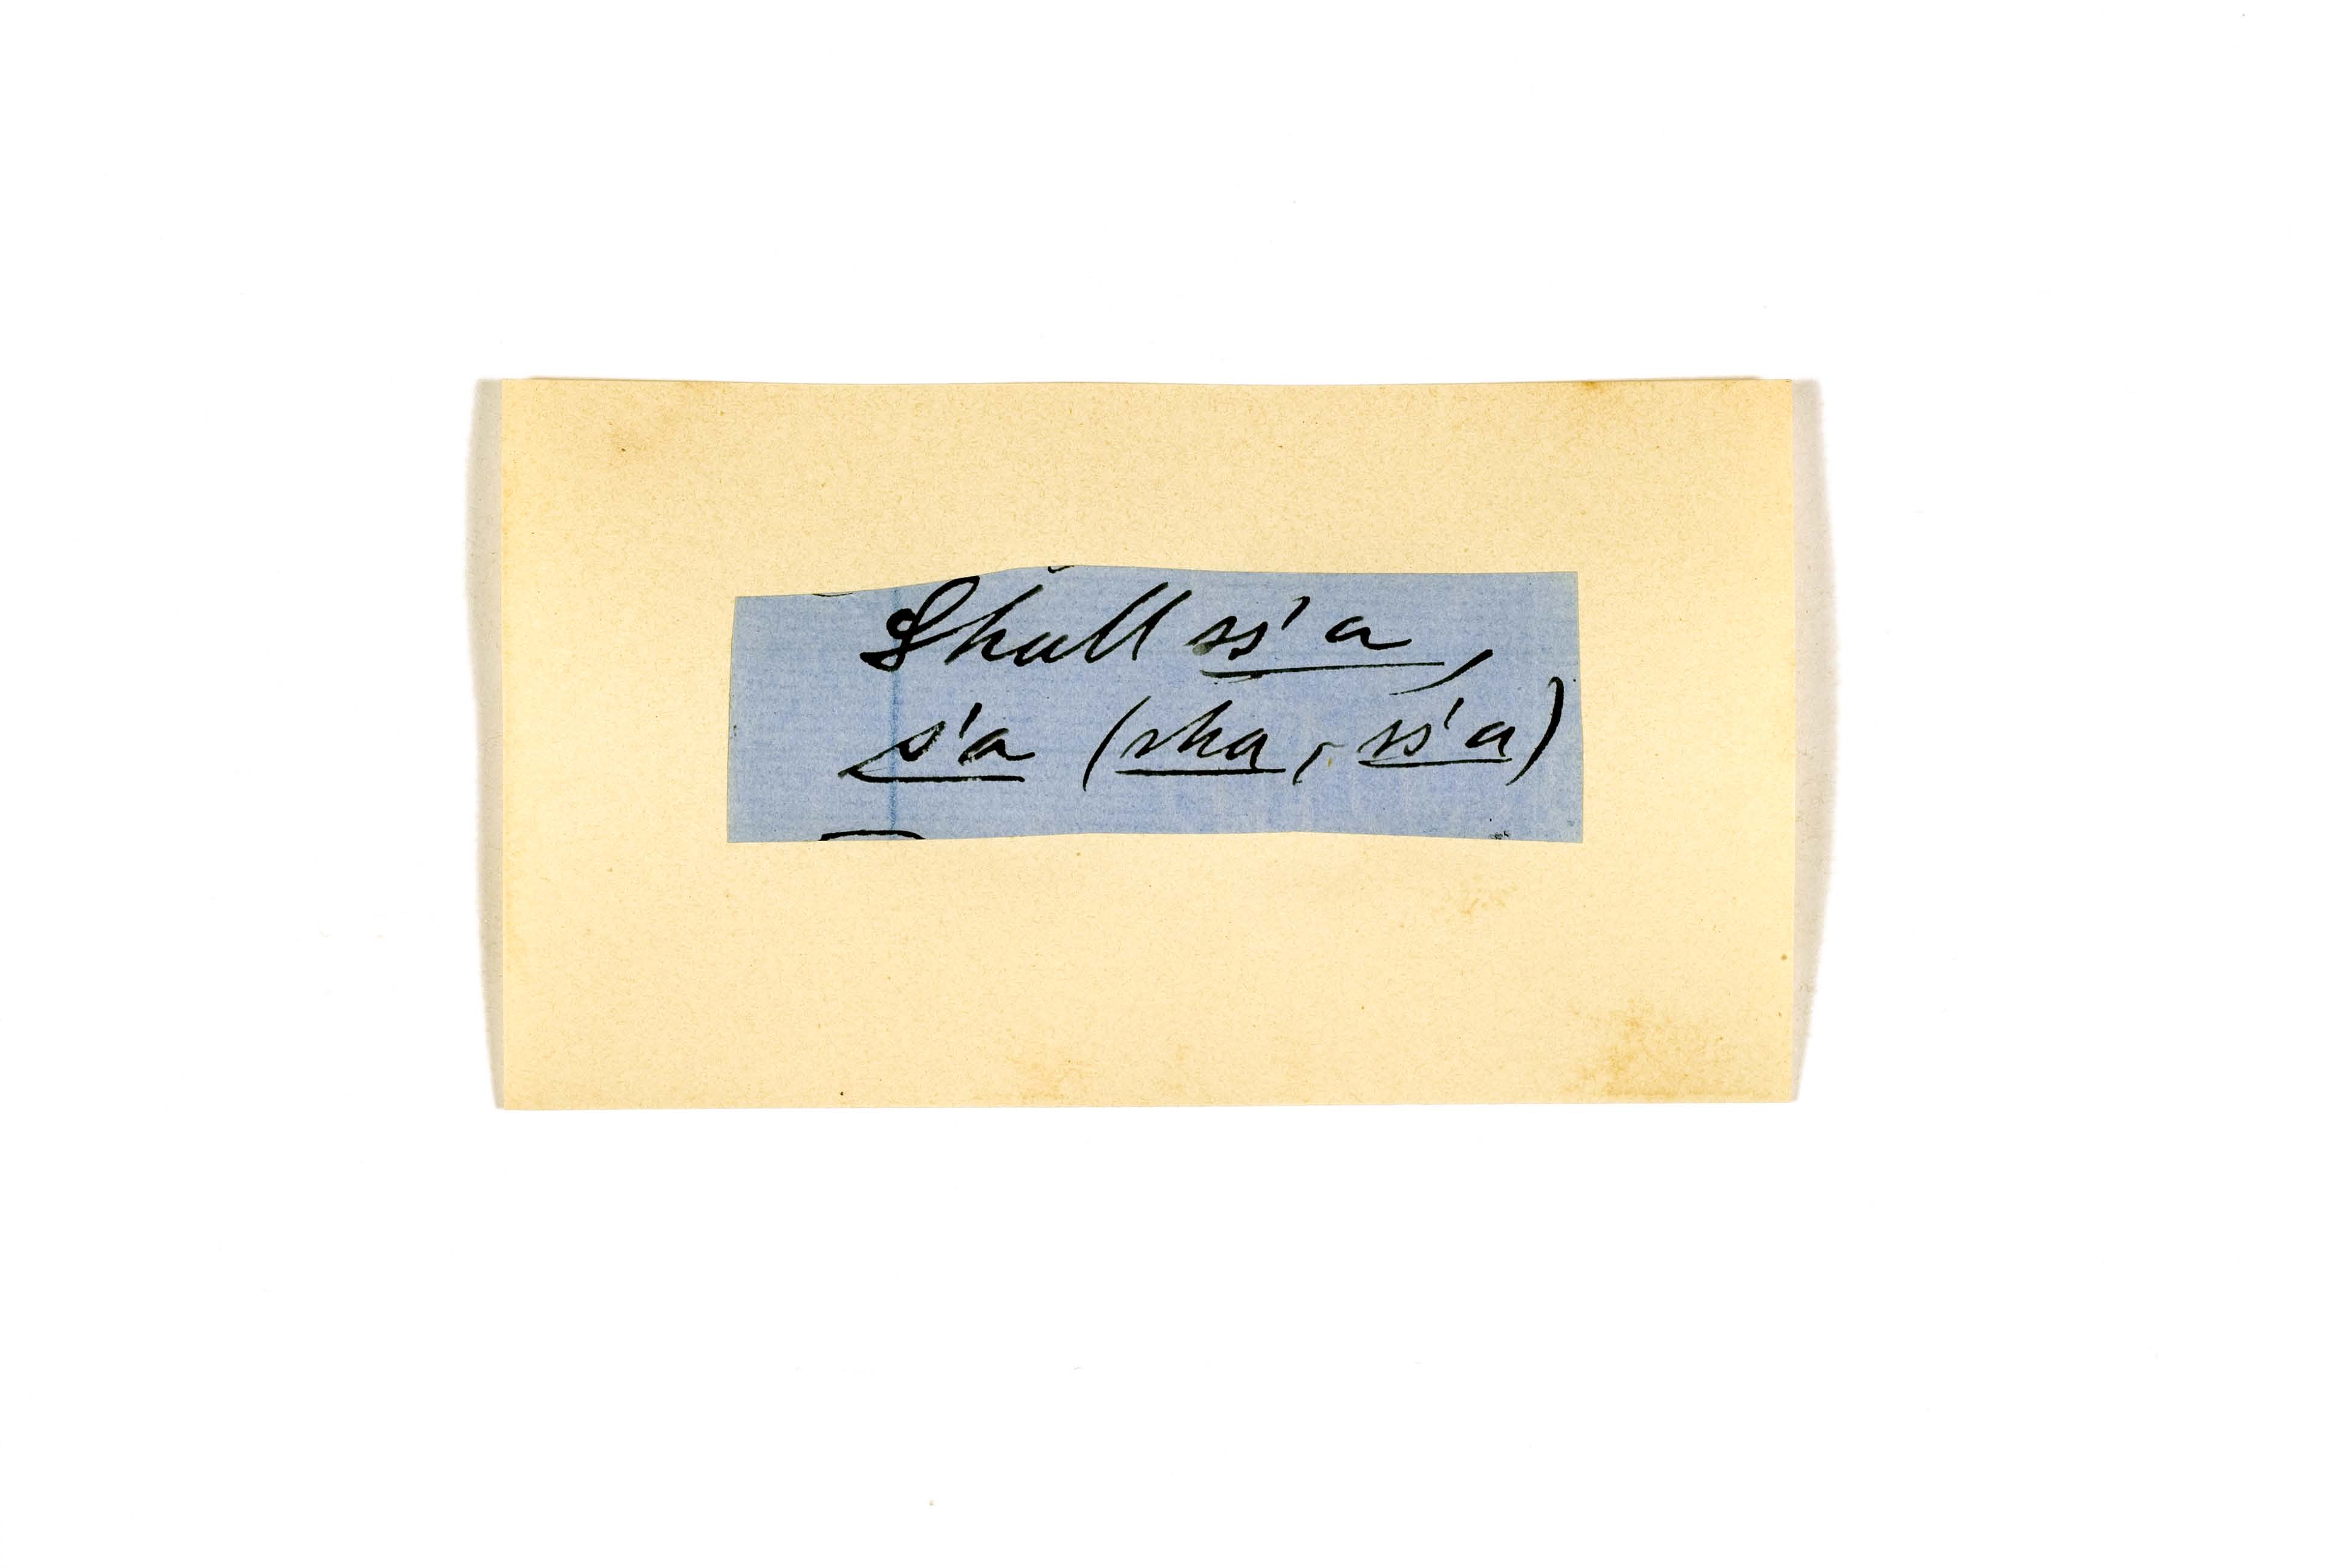 Shall ss'a,
s'a (sha, ss'a)